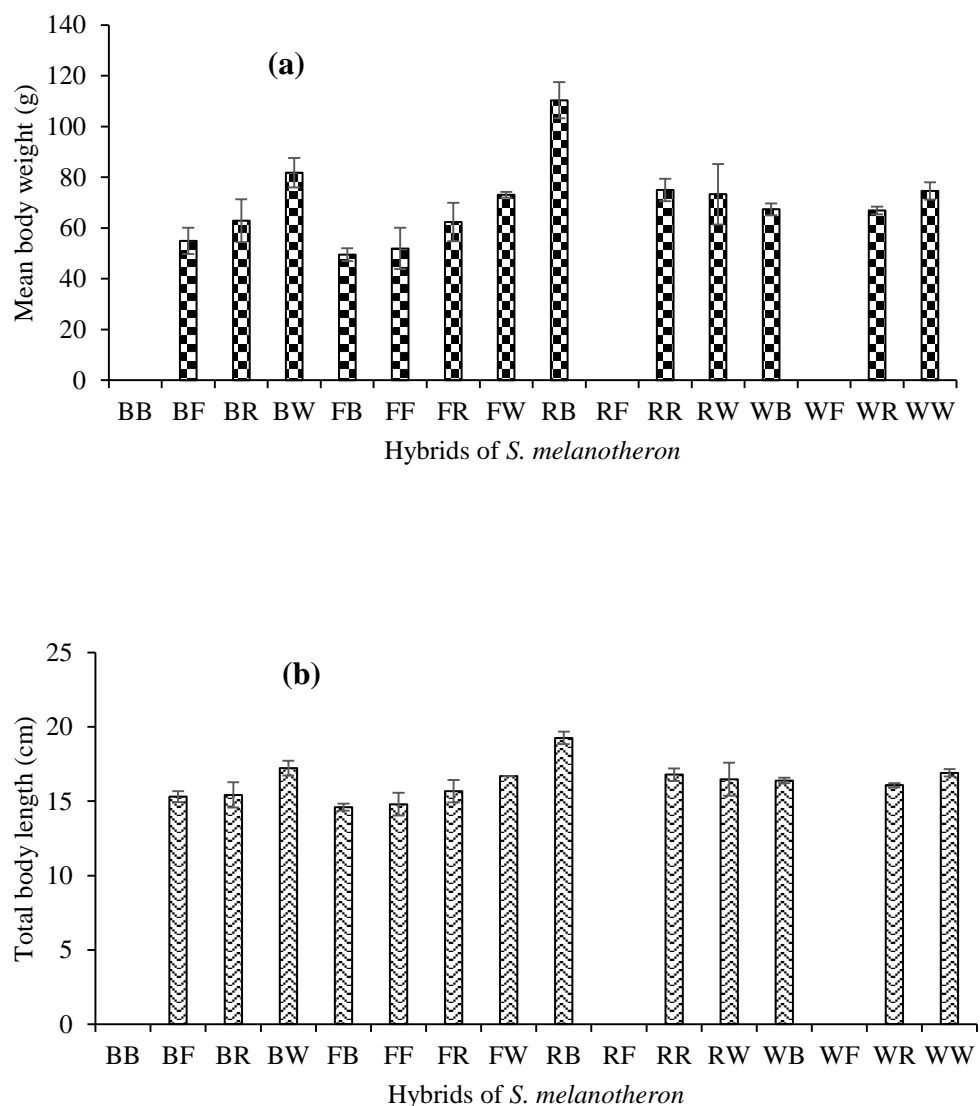 (a)
Mean body weight (g)
140
120
100
80
60
40
20
0
BB BF BR BW FB FF FR FW RB RF RR RW WB WF WR WW
Hybrids of S. melanotheron
(b)
Total body length (cm)
25
20
15
10
5
0
BB BF BR BW FB FF FR FW RB RF RR RW WB WF WR WW
Hybrids of S. melanotheron